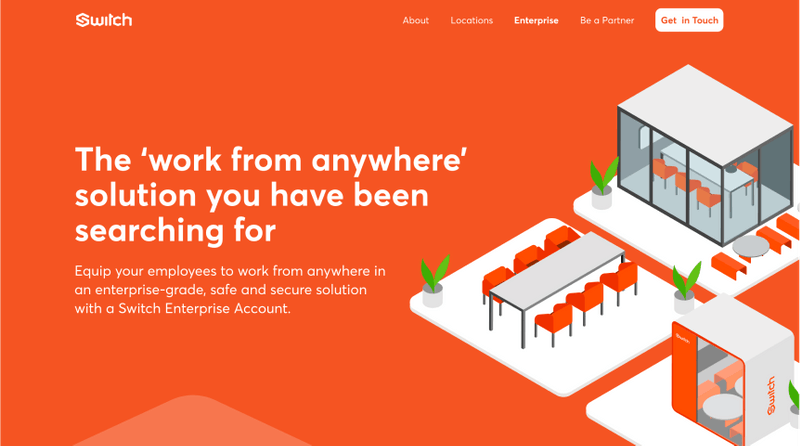 Switch
About Locations Enterprise Be a Partner Get in Touch
The ‘work from anywhere’
solution you have been
searching for
Equip your employees to work from anywhere in
an enterprise-grade, safe and secure solution
with a Switch Enterprise Account.
Switch
Switch